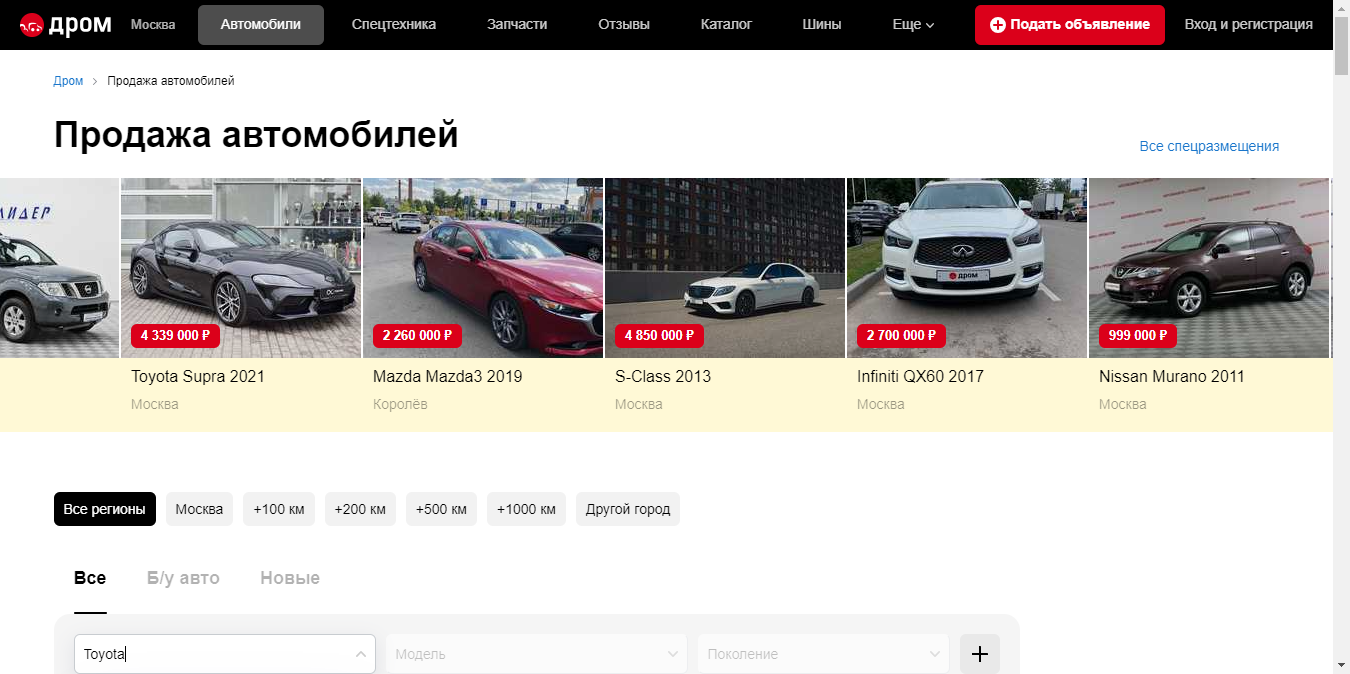 дром
Москва
Автомобили
Спецтехника
Запчасти
Отзывы
Каталог
Шины
Еще
Подать объявление
Вход и регистрация
Дром
Продажа автомобилей
Продажа автомобилей
Все спецразмещения
дром
4 339 000 ₽
2 260 000 ₽
4 850 000 ₽
2 700 000 ₽
999 000 ₽
Toyota Supra 2021
Mazda Mazda3 2019
S-Class 2013
Infiniti QX60 2017
Nissan Murano 2011
Москва
Королёв
Москва
Москва
Москва
Все регионы
Москва
+100 км
+200 км
+500 км
+1000 км
Другой город
Все
Б/у авто
Новые
Toyota
Модель
Поколение